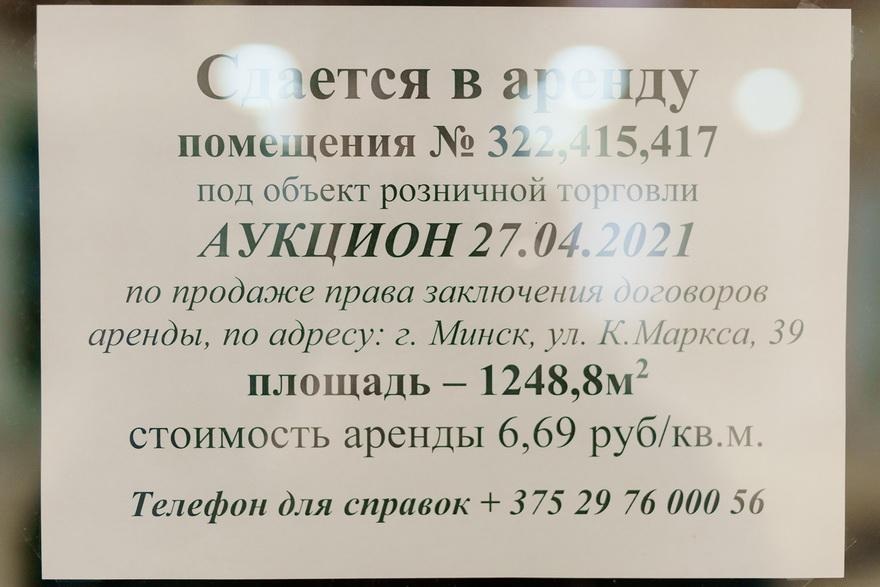 Сдается в аренду
помещения № 322,415,417
под объект розничной торговли
АУКЦИОН 27.04.2021
по продаже права заключения договоров
аренды, по адресу: г. Минск, ул. К.Маркса, 39
площадь – 1248,8м²
стоимость аренды 6,69 руб/кв.м.
Телефон для справок + 375 29 76 000 56